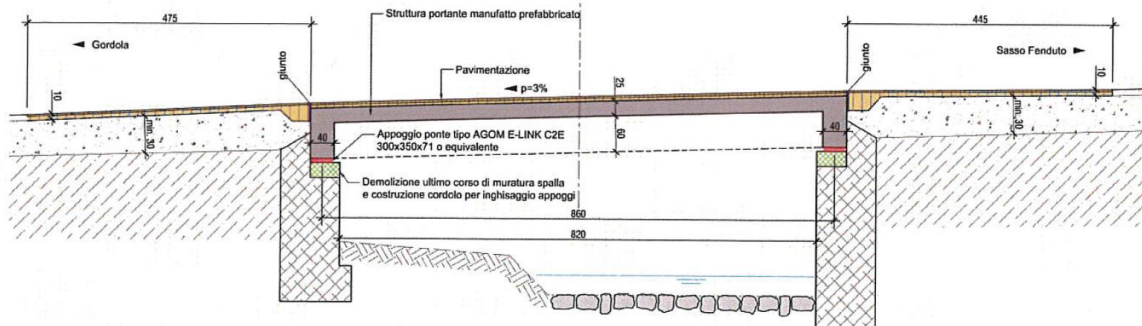 475
Struttura portante manufatto prefabbricato
445
◄ Gordola
Sasso Fenduto ►
giunto
giunto
Pavimentazione
◄ p=3%
25
10
10
min. 30
min. 30
40
40
60
Appoggio ponte tipo AGOM E-LINK C2E
300x350x71 o equivalente
Demolizione ultimo corso di muratura spalla
e costruzione cordolo per inghisaggio appoggi
860
820